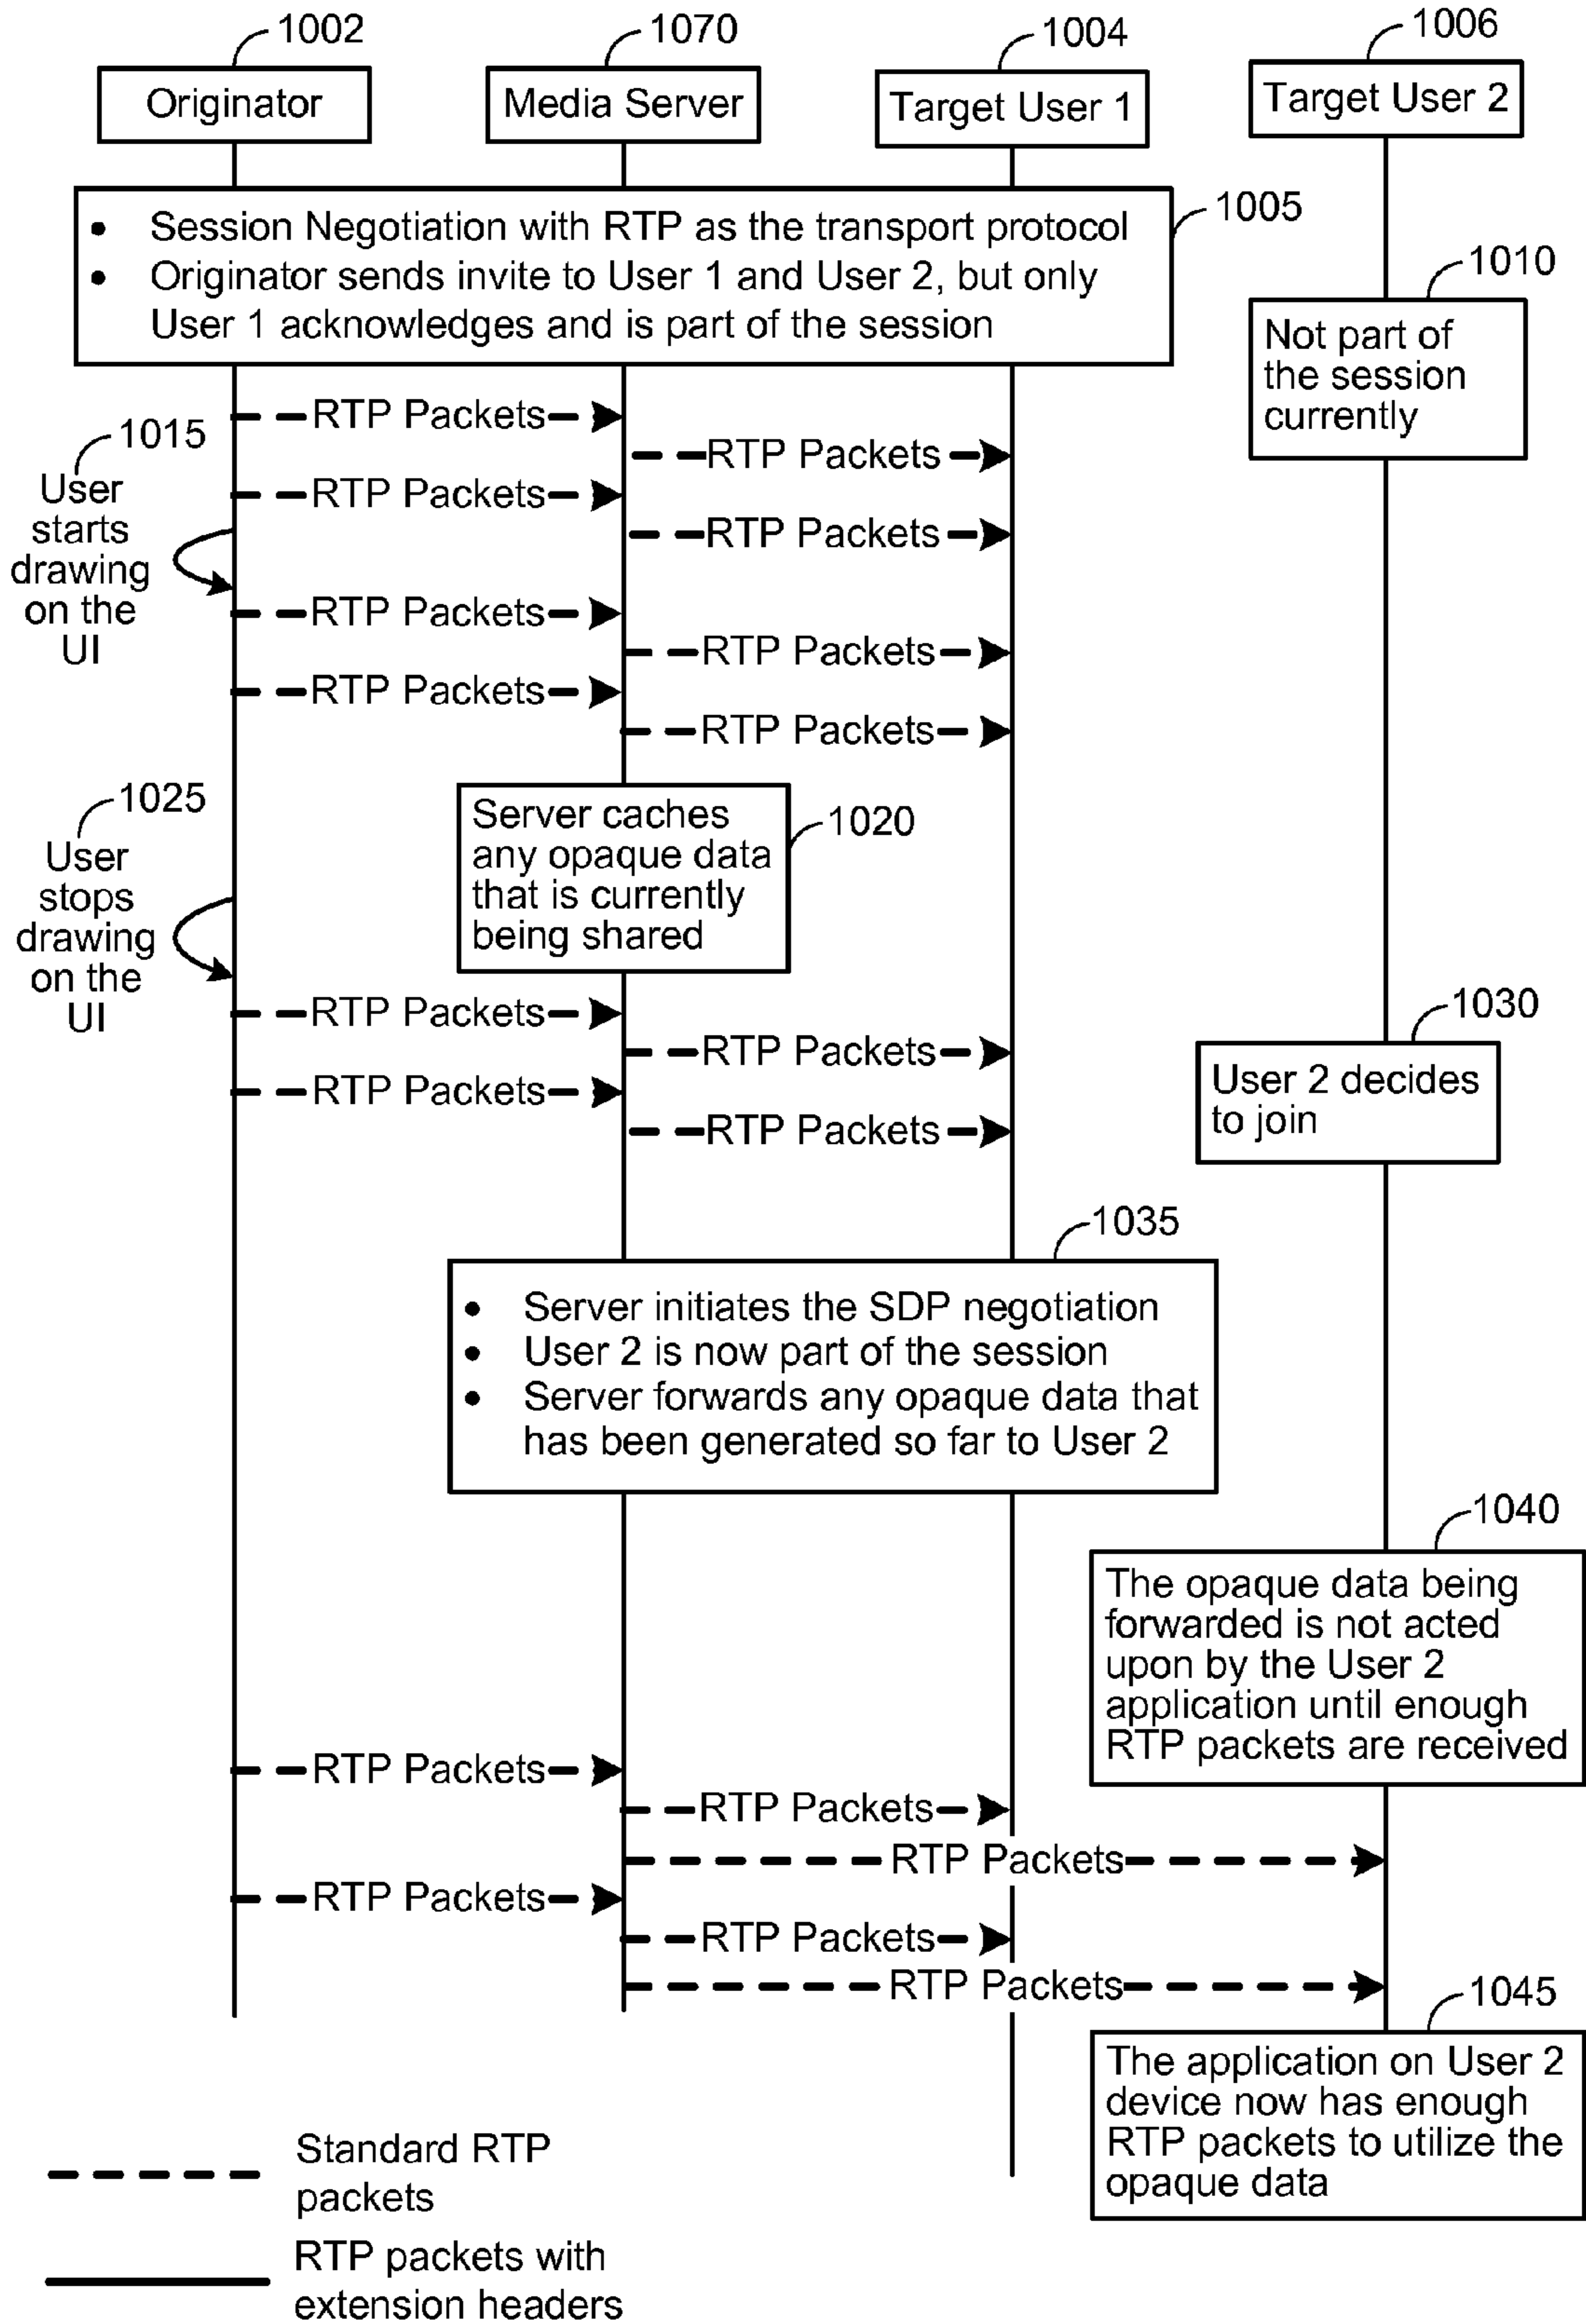 1002
1070
1004
1006
Originator
Media Server
Target User 1
Target User 2
• Session Negotiation with RTP as the transport protocol
• Originator sends invite to User 1 and User 2, but only
User 1 acknowledges and is part of the session
1005
1010
Not part of
the session
currently
RTP Packets
RTP Packets
1015
User
starts
drawing
on the
UI
RTP Packets
RTP Packets
RTP Packets
RTP Packets
RTP Packets
RTP Packets
1020
Server caches
any opaque data
that is currently
being shared
1025
User
stops
drawing
on the
UI
RTP Packets
RTP Packets
RTP Packets
RTP Packets
1030
User 2 decides
to join
1035
• Server initiates the SDP negotiation
• User 2 is now part of the session
• Server forwards any opaque data that
has been generated so far to User 2
1040
The opaque data being
forwarded is not acted
upon by the User 2
application until enough
RTP packets are received
RTP Packets
RTP Packets
RTP Packets
RTP Packets
RTP Packets
RTP Packets
1045
The application on User 2
device now has enough
RTP packets to utilize the
opaque data
Standard RTP
packets
RTP packets with
extension headers